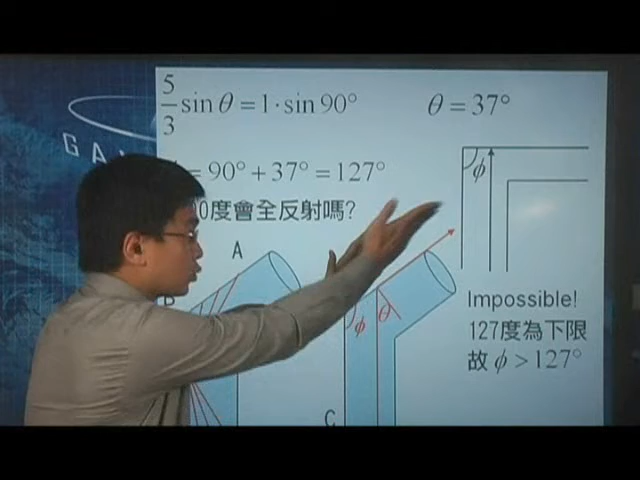 5/3 sin θ = 1·sin 90°
θ = 37°
= 90° + 37° = 127°
0度會全反射嗎?
ϕ
A
B
ϕ
θ
C
Impossible!
127度為下限
故 ϕ > 127°